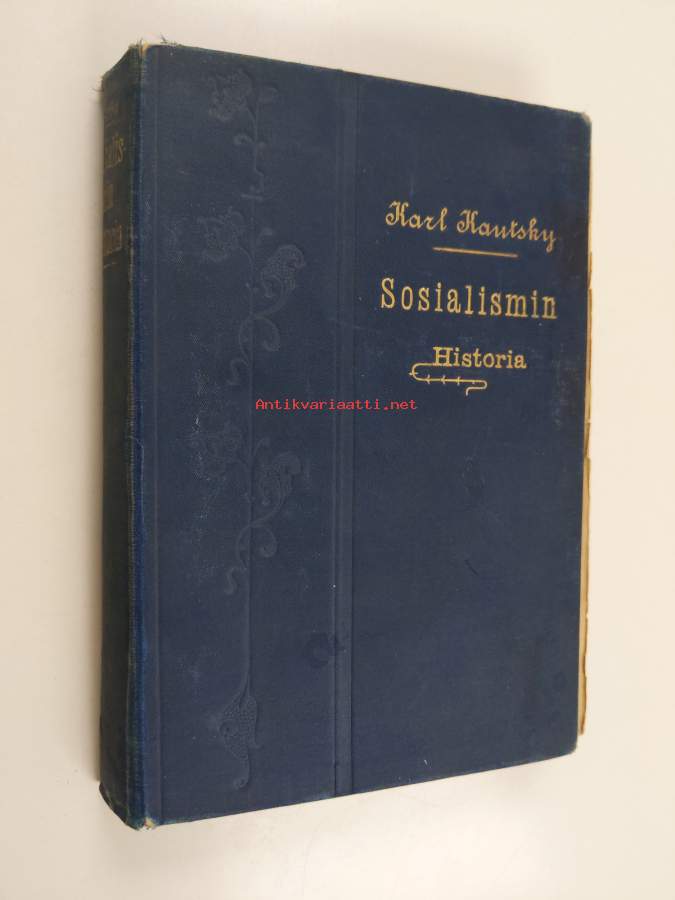 Karl Kautsky
Sosialismin
Historia
Antikvariaatti.net